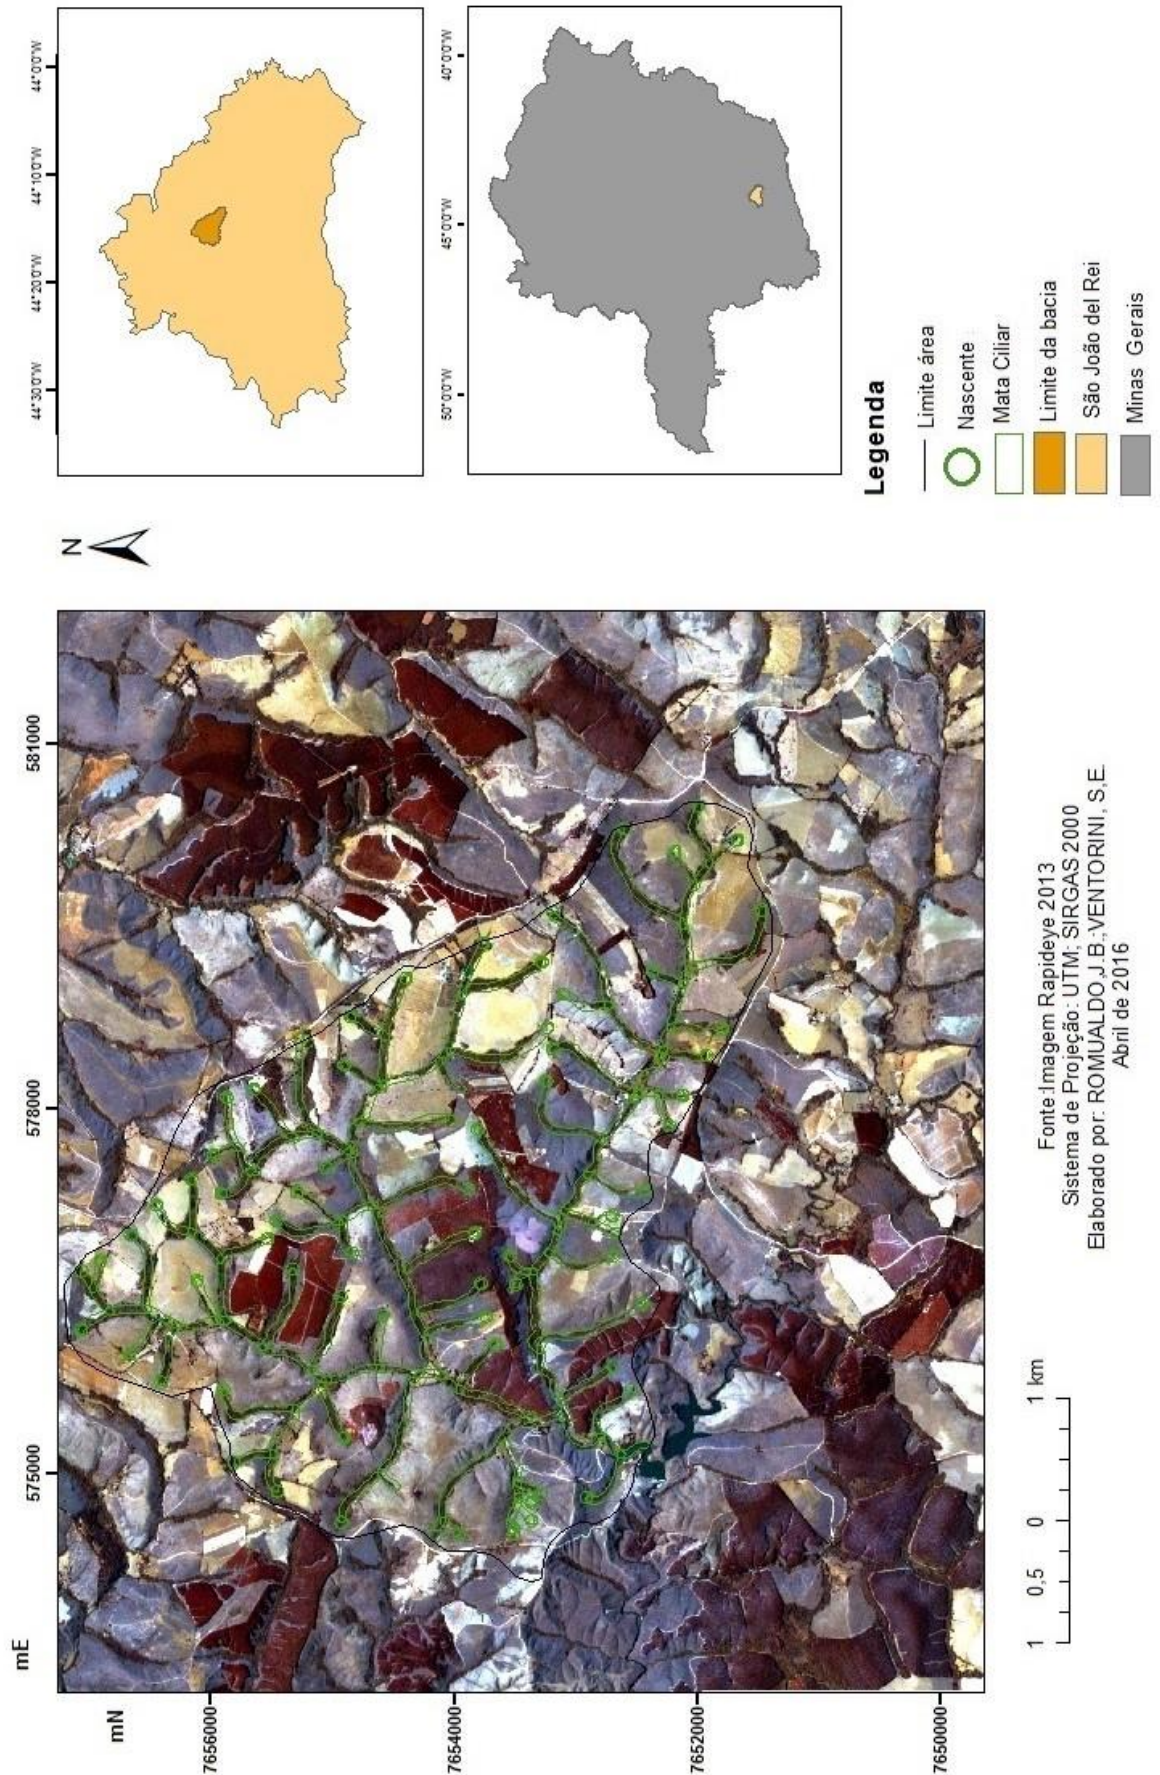 mE
575000
578000
581000
mN
7656000
7654000
7652000
7650000
N
44°30'0"W
44°20'0"W
44°10'0"W
44°0'0"W
50°0'0"W
45°0'0"W
40°0'0"W
Legenda
Limite área
Nascente
Mata Ciliar
Limite da bacia
São João del Rei
Minas Gerais
1 0,5 0 1 km
Fonte:Imagem Rapideye 2013
Sistema de Projeção: UTM; SIRGAS 2000
Elaborado por: ROMUALDO,J.B.;VENTORINI, S,E.
Abril de 2016